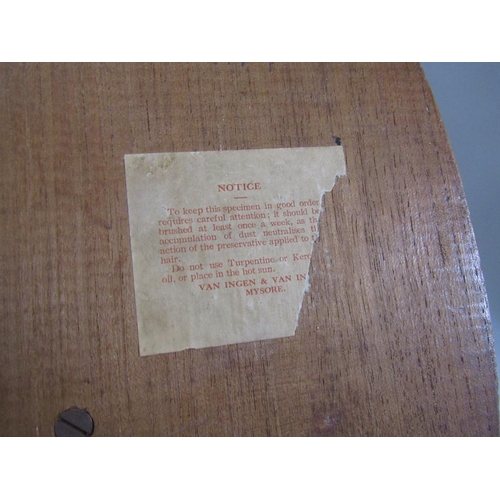 NOTICE
To keep this specimen in good order
requires careful attention; it should be
brushed at least once a week, as the
accumulation of dust neutralises t
action of the preservative applied to t
hair.
Do not use Turpentine or Kero
oil, or place in the hot sun.
VAN INGEN & VAN IN
MYSORE.